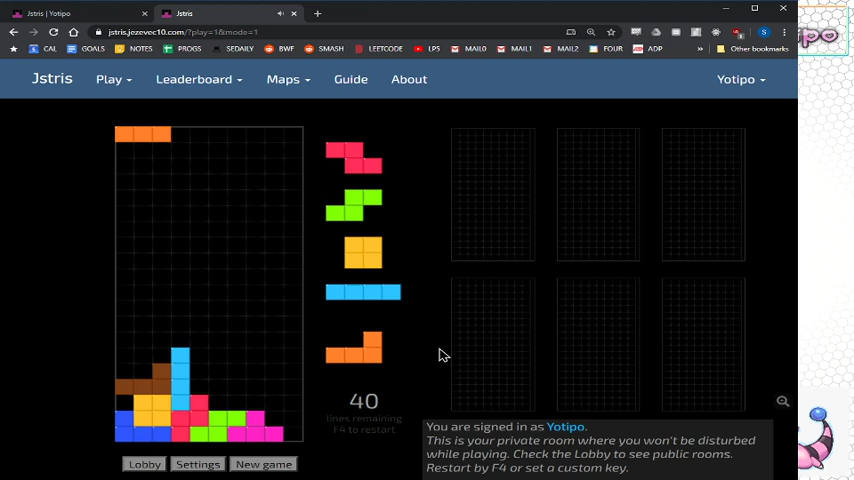 Jstris | Yotipo
Jstris
jstris.jezevec10.com/?play=1&mode=1
CAL
GOALS
NOTES
PROGS
SEDAILY
BWF
SMASH
LEETCODE
LP5
MAIL0
MAIL1
MAIL2
FOUR
ADP
Other bookmarks
Jstris
Play
Leaderboard
Maps
Guide
About
Yotipo
40
lines remaining
F4 to restart
You are signed in as Yotipo.
This is your private room where you won't be disturbed
while playing. Check the Lobby to see public rooms.
Restart by F4 or set a custom key.
Lobby
Settings
New game